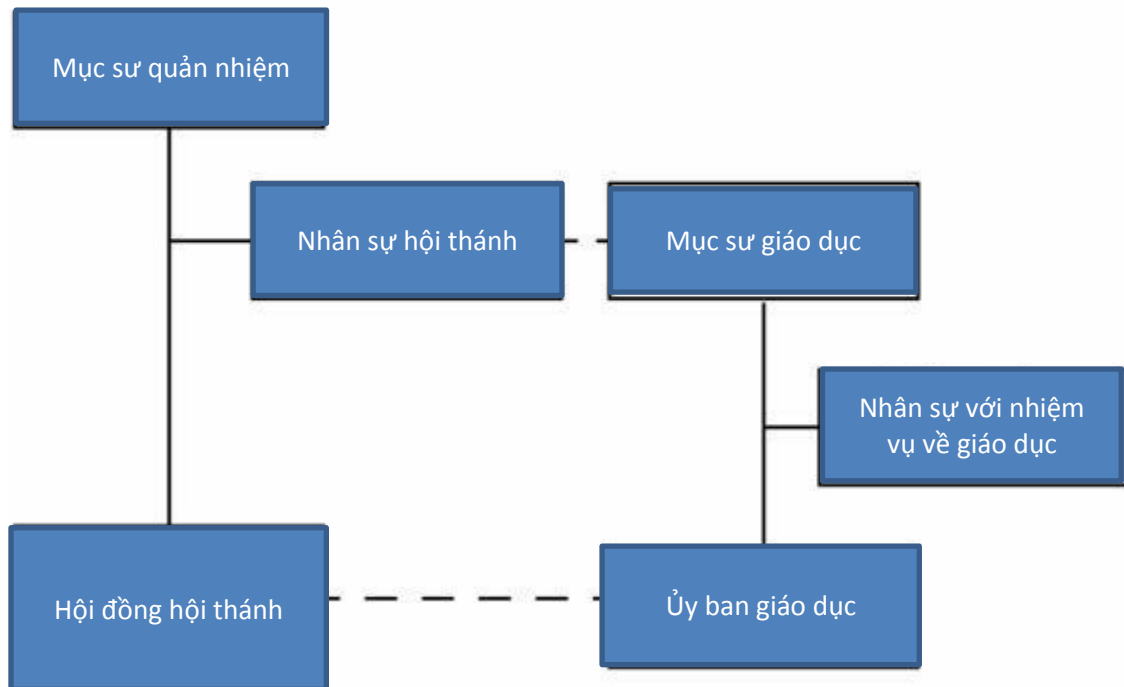 Mục sư quản nhiệm
Nhân sự hội thánh
Mục sư giáo dục
Nhân sự với nhiệm
vụ về giáo dục
Hội đồng hội thánh
Ủy ban giáo dục